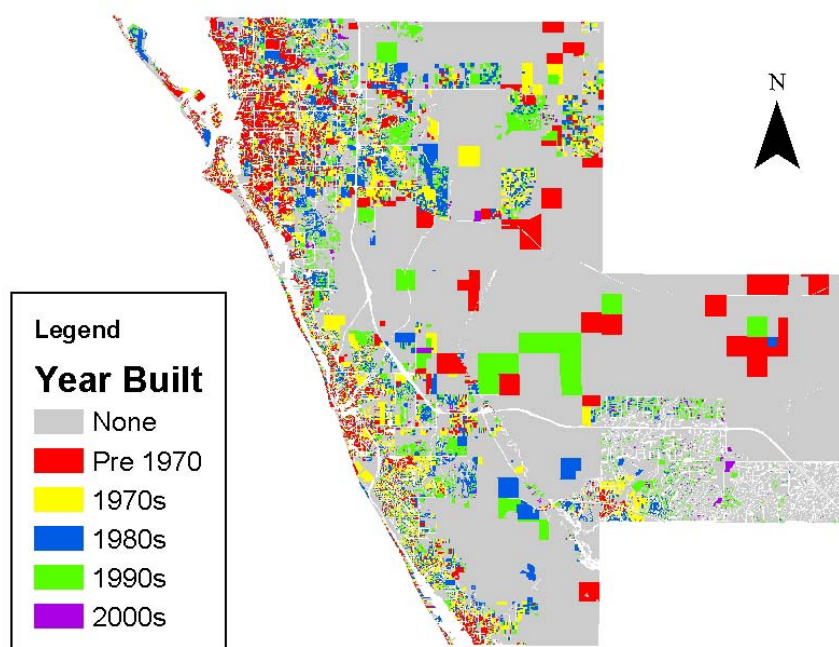 N
Legend
Year Built
None
Pre 1970
1970s
1980s
1990s
2000s